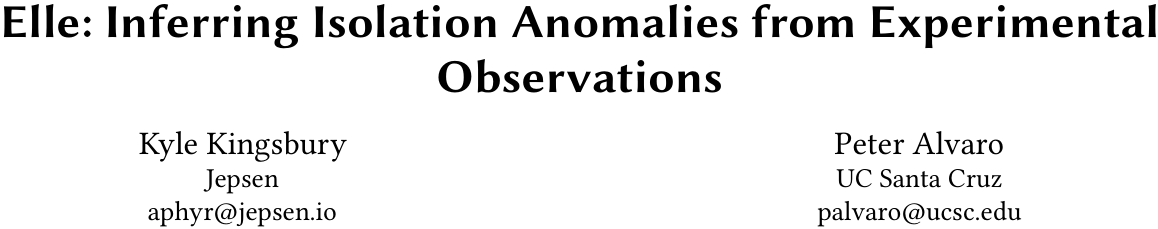 Elle: Inferring Isolation Anomalies from Experimental
Observations
Kyle Kingsbury
Jepsen
aphyr@jepsen.io
Peter Alvaro
UC Santa Cruz
palvaro@ucsc.edu